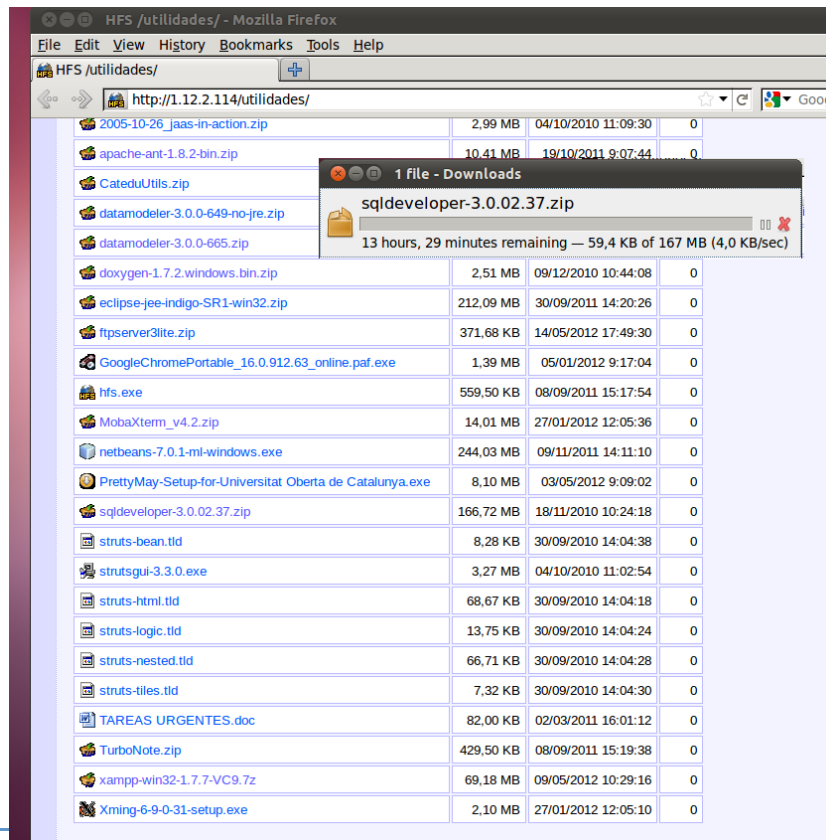 HFS /utilidades/ - Mozilla Firefox
File Edit View History Bookmarks Tools Help
HFS /utilidades/
http://1.12.2.114/utilidades/
2005-10-26_jaas-in-action.zip 2,99 MB 04/10/2010 11:09:30 0
apache-ant-1.8.2-bin.zip 10,41 MB 19/10/2011 9:07:44 0
CateduUtils.zip
datamodeler-3.0.0-649-no-jre.zip
datamodeler-3.0.0-665.zip
1 file - Downloads
sqldeveloper-3.0.02.37.zip
13 hours, 29 minutes remaining — 59,4 KB of 167 MB (4,0 KB/sec)
doxygen-1.7.2.windows.bin.zip 2,51 MB 09/12/2010 10:44:08 0
eclipse-jee-indigo-SR1-win32.zip 212,09 MB 30/09/2011 14:20:26 0
ftpserver3lite.zip 371,68 KB 14/05/2012 17:49:30 0
GoogleChromePortable_16.0.912.63_online.paf.exe 1,39 MB 05/01/2012 9:17:04 0
hfs.exe 559,50 KB 08/09/2011 15:17:54 0
MobaXterm_v4.2.zip 14,01 MB 27/01/2012 12:05:36 0
netbeans-7.0.1-ml-windows.exe 244,03 MB 09/11/2011 14:11:10 0
PrettyMay-Setup-for-Universitat Oberta de Catalunya.exe 8,10 MB 03/05/2012 9:09:02 0
sqldeveloper-3.0.02.37.zip 166,72 MB 18/11/2010 10:24:18 0
struts-bean.tld 8,28 KB 30/09/2010 14:04:38 0
strutsgui-3.3.0.exe 3,27 MB 04/10/2010 11:02:54 0
struts-html.tld 68,67 KB 30/09/2010 14:04:18 0
struts-logic.tld 13,75 KB 30/09/2010 14:04:24 0
struts-nested.tld 66,71 KB 30/09/2010 14:04:28 0
struts-tiles.tld 7,32 KB 30/09/2010 14:04:30 0
TAREAS URGENTES.doc 82,00 KB 02/03/2011 16:01:12 0
TurboNote.zip 429,50 KB 08/09/2011 15:19:38 0
xampp-win32-1.7.7-VC9.7z 69,18 MB 09/05/2012 10:29:16 0
Xming-6-9-0-31-setup.exe 2,10 MB 27/01/2012 12:05:10 0